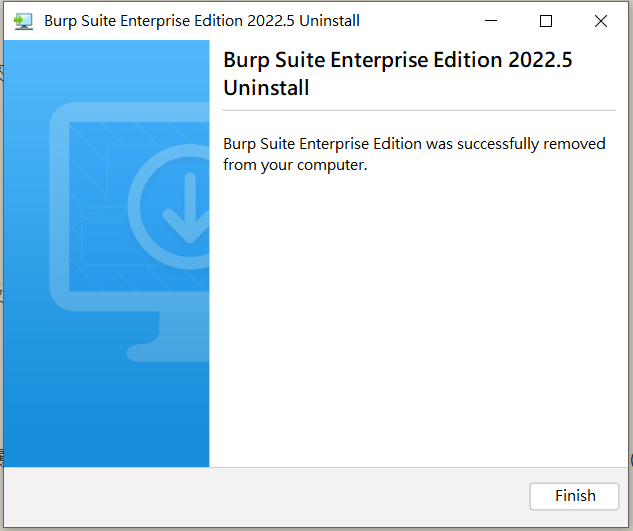 Burp Suite Enterprise Edition 2022.5 Uninstall
Burp Suite Enterprise Edition 2022.5
Uninstall
Burp Suite Enterprise Edition was successfully removed
from your computer.
Finish